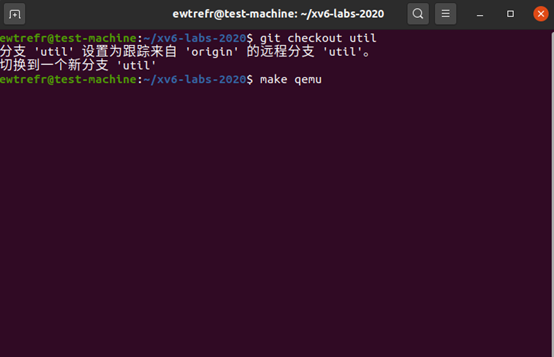 ewtrefr@test-machine: ~/xv6-labs-2020
ewtrefr@test-machine:~/xv6-labs-2020$ git checkout util
分支 'util' 设置为跟踪来自 'origin' 的远程分支 'util'。
切换到一个新分支 'util'
ewtrefr@test-machine:~/xv6-labs-2020$ make qemu